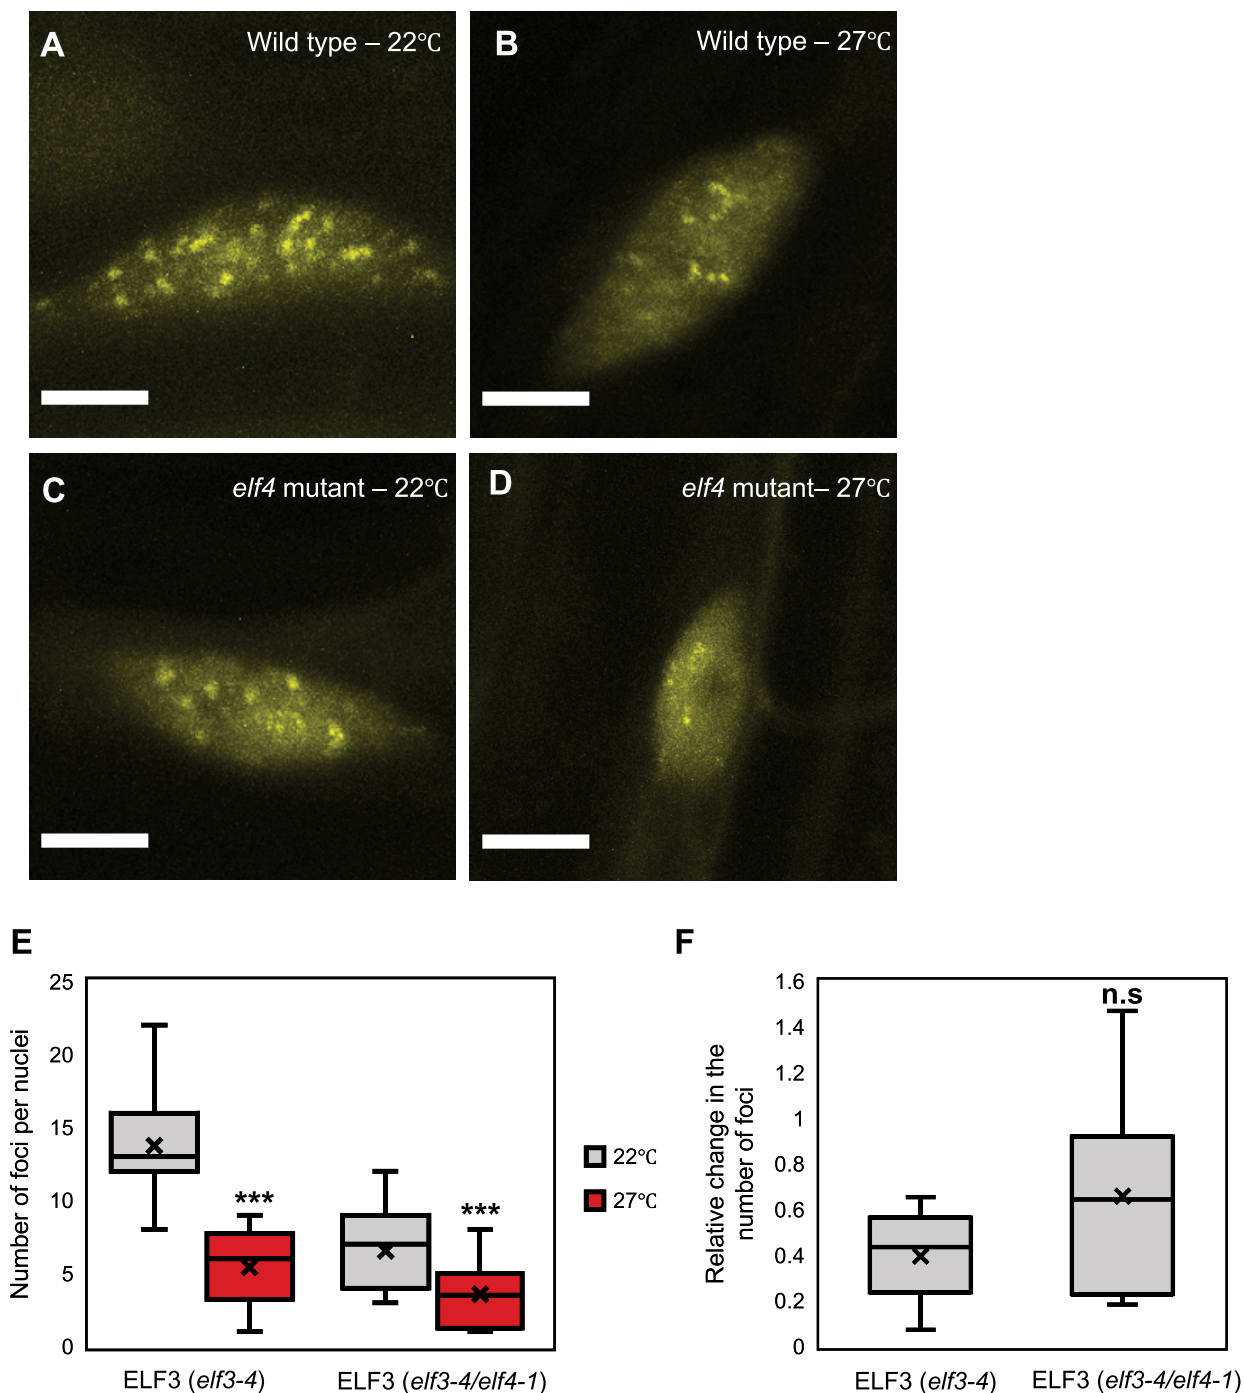 A
Wild type – 22℃
B
Wild type – 27℃
C
elf4 mutant – 22℃
D
elf4 mutant– 27℃
E
Number of foci per nuclei
25
20
15
10
5
0
***
***
ELF3 (elf3-4)
ELF3 (elf3-4/elf4-1)
22℃
27℃
F
Relative change in the
number of foci
1.6
1.4
1.2
1
0.8
0.6
0.4
0.2
0
n.s
ELF3 (elf3-4)
ELF3 (elf3-4/elf4-1)